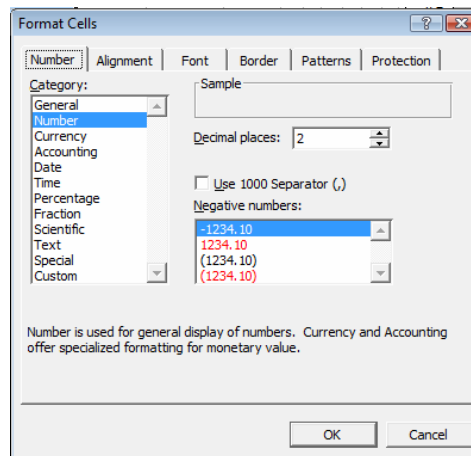 Format Cells
Number Alignment Font Border Patterns Protection
Category:
General
Number
Currency
Accounting
Date
Time
Percentage
Fraction
Scientific
Text
Special
Custom
Sample
Decimal places: 2
Use 1000 Separator (,)
Negative numbers:
-1234.10
1234.10
(1234.10)
(1234.10)
Number is used for general display of numbers. Currency and Accounting
offer specialized formatting for monetary value.
OK Cancel